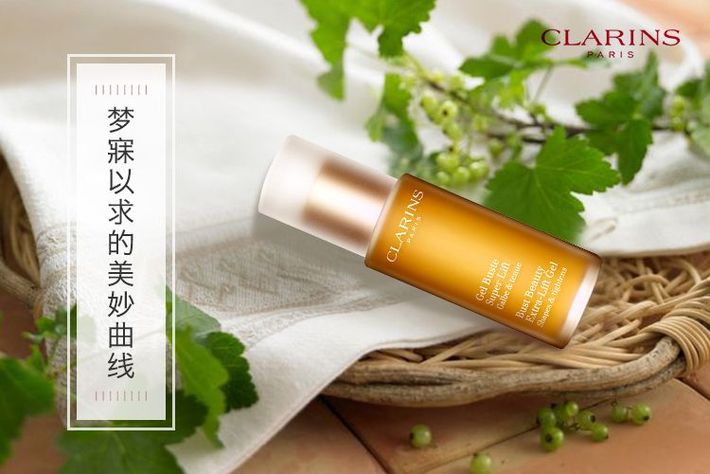 CLARINS
PARIS
梦寐以求的美妙曲线
CLARINS
PARIS
Gel Buste
Super Lift
Galbe & tenue
Bust Beauty
Extra-Lift Gel
Shapes & tightens